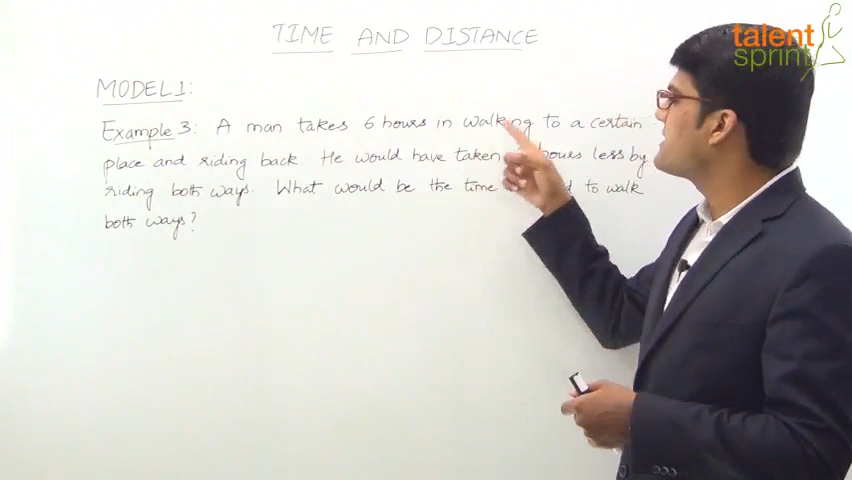 TIME AND DISTANCE
talent
sprint
MODEL1:
Example 3: A man takes 6 hours in walking to a certain
place and riding back. He would have taken hours less by
riding both ways. What would be the time to walk
both ways?